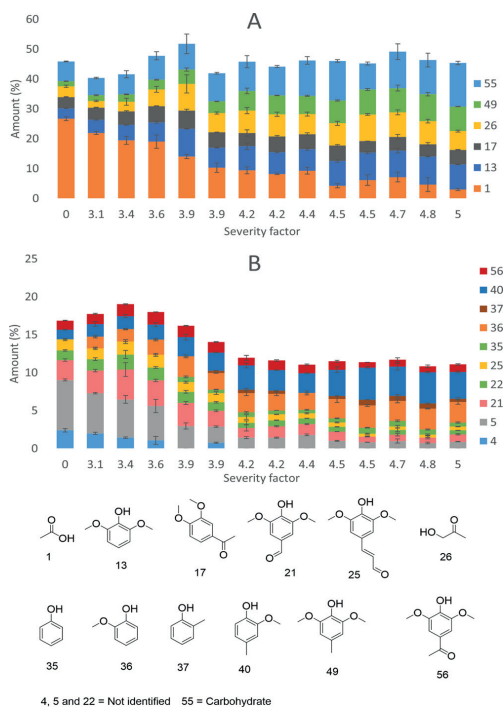 A
60
50
40
30
20
10
0
Amount (%)
0 3.1 3.4 3.6 3.9 3.9 4.2 4.2 4.4 4.5 4.5 4.7 4.8 5
Severity factor
55
49
26
17
13
1
B
25
20
15
10
5
0
Amount (%)
0 3.1 3.4 3.6 3.9 3.9 4.2 4.2 4.4 4.5 4.5 4.7 4.8 5
Severity factor
56
40
37
36
35
25
22
21
5
4
O
OH
1
OH
O
O
13
O
O
O
17
OH
O
O
O
21
OH
O
O
O
25
O
HO
26
OH
35
OH
O
36
OH
37
OH
O
40
OH
O
O
49
OH
O
O
O
56
4, 5 and 22 = Not identified 55 = Carbohydrate